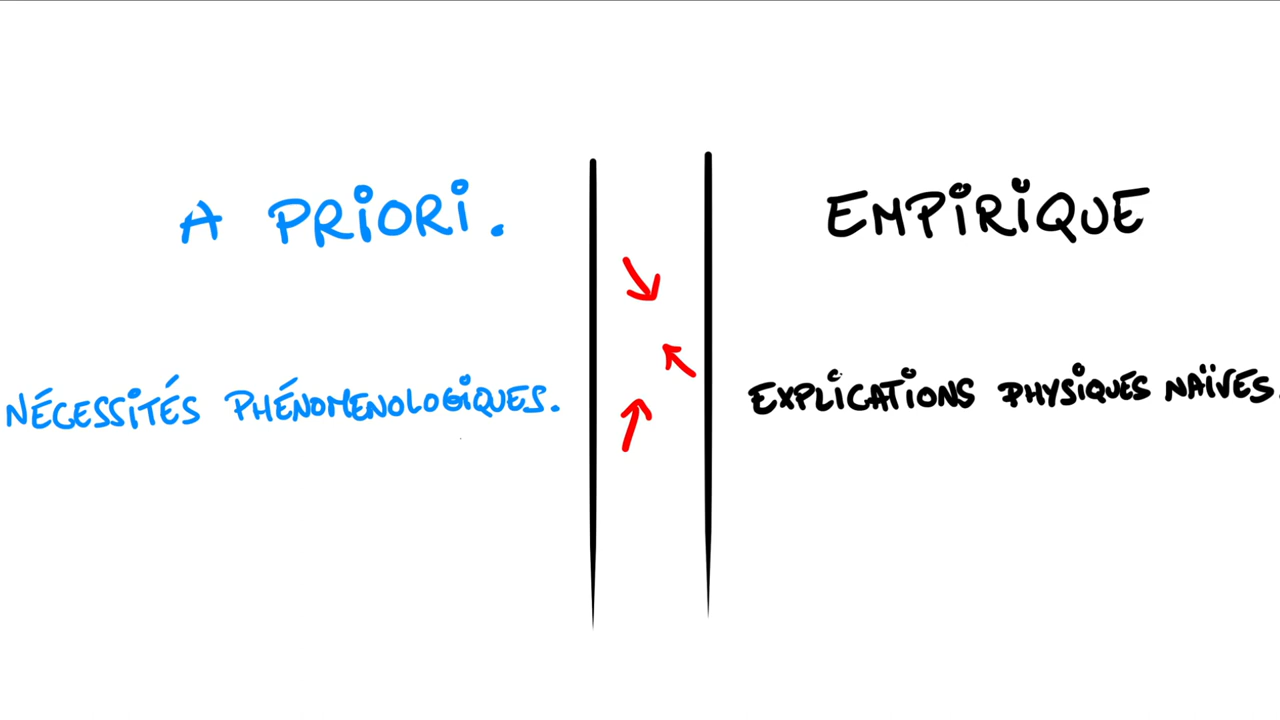 A PRIORI.
EMPIRIQUE
NÉCESSITÉS PHÉNOMENOLOGIQUES.
EXPLICATIONS PHYSIQUES NAÏVES.